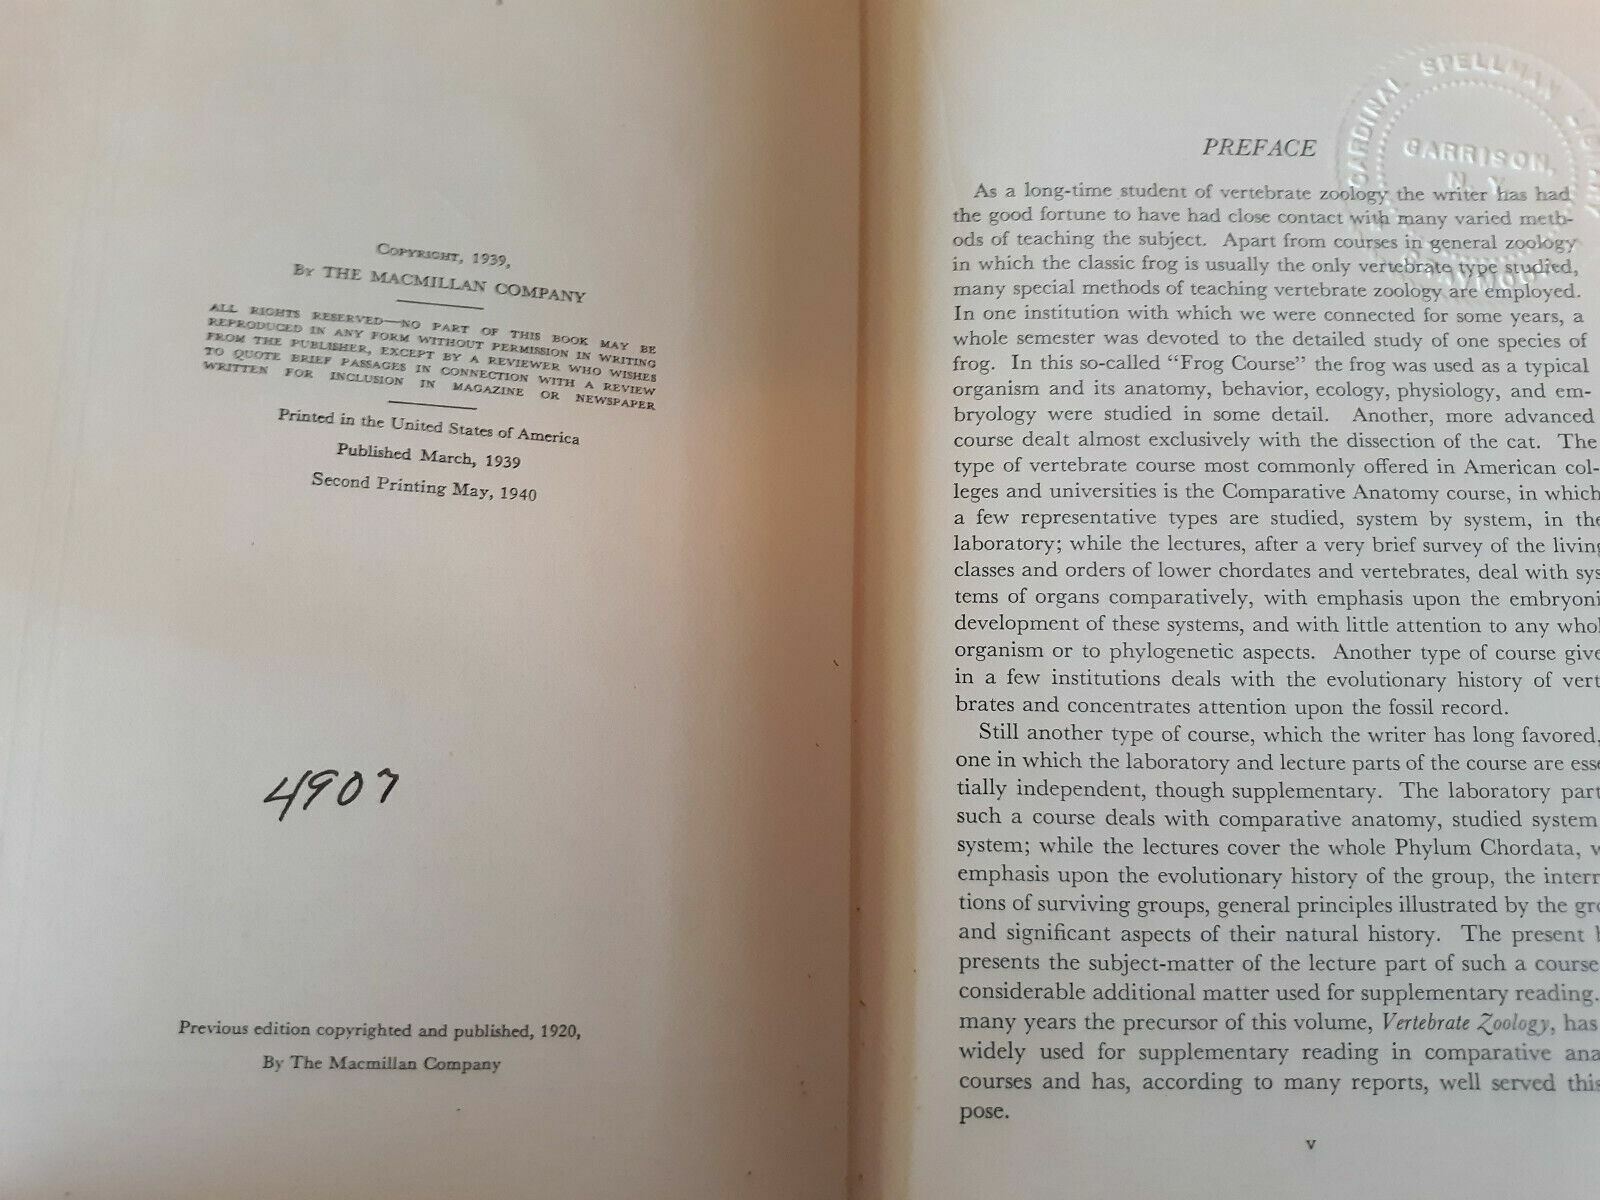 COPYRIGHT, 1939,
BY THE MACMILLAN COMPANY
ALL RIGHTS RESERVED—NO PART OF THIS BOOK MAY BE
REPRODUCED IN ANY FORM WITHOUT PERMISSION IN WRITING
FROM THE PUBLISHER, EXCEPT BY A REVIEWER WHO WISHES
TO QUOTE BRIEF PASSAGES IN CONNECTION WITH A REVIEW
WRITTEN FOR INCLUSION IN MAGAZINE OR NEWSPAPER
Printed in the United States of America
Published March, 1939
Second Printing May, 1940
4907
Previous edition copyrighted and published, 1920,
By The Macmillan Company
CARDINAL SPELLMAN
GARRISON,
N. Y.
PREFACE
As a long-time student of vertebrate zoology the writer has had
the good fortune to have had close contact with many varied meth-
ods of teaching the subject. Apart from courses in general zoology
in which the classic frog is usually the only vertebrate type studied,
many special methods of teaching vertebrate zoology are employed.
In one institution with which we were connected for some years, a
whole semester was devoted to the detailed study of one species of
frog. In this so-called “Frog Course” the frog was used as a typical
organism and its anatomy, behavior, ecology, physiology, and em-
bryology were studied in some detail. Another, more advanced
course dealt almost exclusively with the dissection of the cat. The
type of vertebrate course most commonly offered in American col-
leges and universities is the Comparative Anatomy course, in which
a few representative types are studied, system by system, in the
laboratory; while the lectures, after a very brief survey of the living
classes and orders of lower chordates and vertebrates, deal with sys
tems of organs comparatively, with emphasis upon the embryoni
development of these systems, and with little attention to any whol
organism or to phylogenetic aspects. Another type of course give
in a few institutions deals with the evolutionary history of vert
brates and concentrates attention upon the fossil record.
Still another type of course, which the writer has long favored,
one in which the laboratory and lecture parts of the course are esse
tially independent, though supplementary. The laboratory part
such a course deals with comparative anatomy, studied system
system; while the lectures cover the whole Phylum Chordata, w
emphasis upon the evolutionary history of the group, the interr
tions of surviving groups, general principles illustrated by the gro
and significant aspects of their natural history. The present b
presents the subject-matter of the lecture part of such a course
considerable additional matter used for supplementary reading.
many years the precursor of this volume, Vertebrate Zoology, has
widely used for supplementary reading in comparative ana
courses and has, according to many reports, well served this
pose.
v